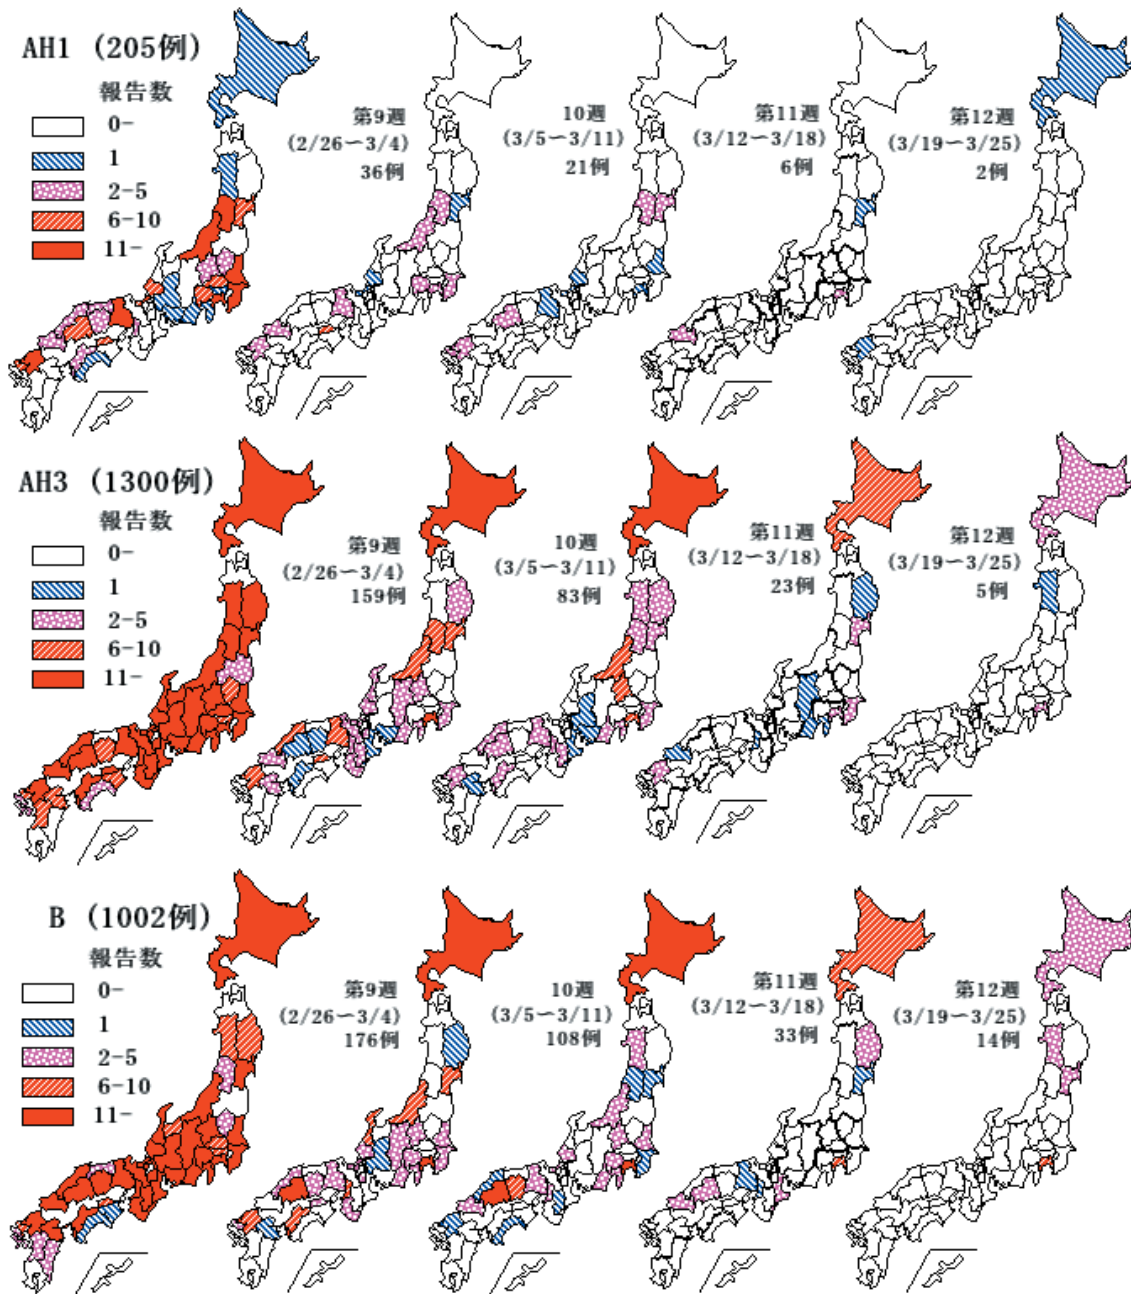 AH1 (205例)
報告数
0-
1
2-5
6-10
11-
第9週
(2/26〜3/4)
36例
10週
(3/5〜3/11)
21例
第11週
(3/12〜3/18)
6例
第12週
(3/19〜3/25)
2例
AH3 (1300例)
報告数
0-
1
2-5
6-10
11-
第9週
(2/26〜3/4)
159例
10週
(3/5〜3/11)
83例
第11週
(3/12〜3/18)
23例
第12週
(3/19〜3/25)
5例
B (1002例)
報告数
0-
1
2-5
6-10
11-
第9週
(2/26〜3/4)
176例
10週
(3/5〜3/11)
108例
第11週
(3/12〜3/18)
33例
第12週
(3/19〜3/25)
14例